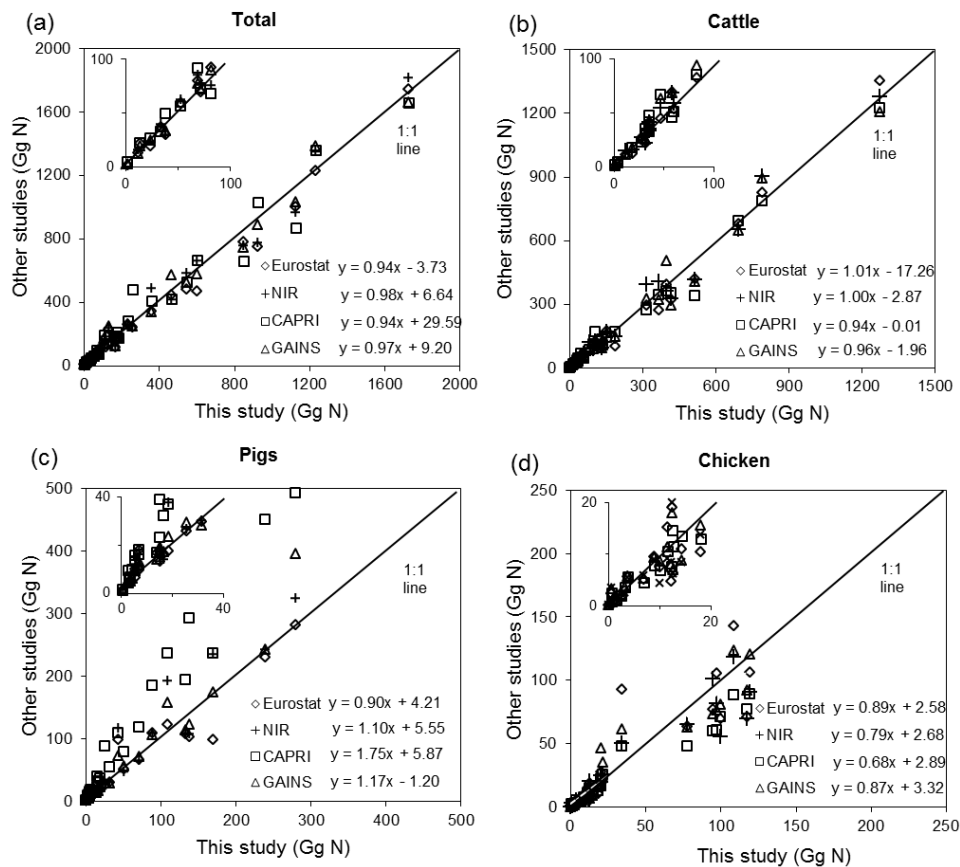 (a) Total
2000
1600
1200
800
400
0
0 400 800 1200 1600 2000
100
0
0 100
1:1
line
Other studies (Gg N)
This study (Gg N)
◇ Eurostat y = 0.94x - 3.73
+ NIR y = 0.98x + 6.64
□ CAPRI y = 0.94x + 29.59
△ GAINS y = 0.97x + 9.20
(b) Cattle
1500
1200
900
600
300
0
0 300 600 900 1200 1500
100
0
0 100
1:1
line
Other studies (Gg N)
This study (Gg N)
◇ Eurostat y = 1.01x - 17.26
+ NIR y = 1.00x - 2.87
□ CAPRI y = 0.94x - 0.01
△ GAINS y = 0.96x - 1.96
(c) Pigs
500
400
300
200
100
0
0 100 200 300 400 500
40
0
0 40
1:1
line
Other studies (Gg N)
This study (Gg N)
◇ Eurostat y = 0.90x + 4.21
+ NIR y = 1.10x + 5.55
□ CAPRI y = 1.75x + 5.87
△ GAINS y = 1.17x - 1.20
(d) Chicken
250
200
150
100
50
0
0 50 100 150 200 250
20
0
0 20
1:1
line
Other studies (Gg N)
This study (Gg N)
◇ Eurostat y = 0.89x + 2.58
+ NIR y = 0.79x + 2.68
□ CAPRI y = 0.68x + 2.89
△ GAINS y = 0.87x + 3.32